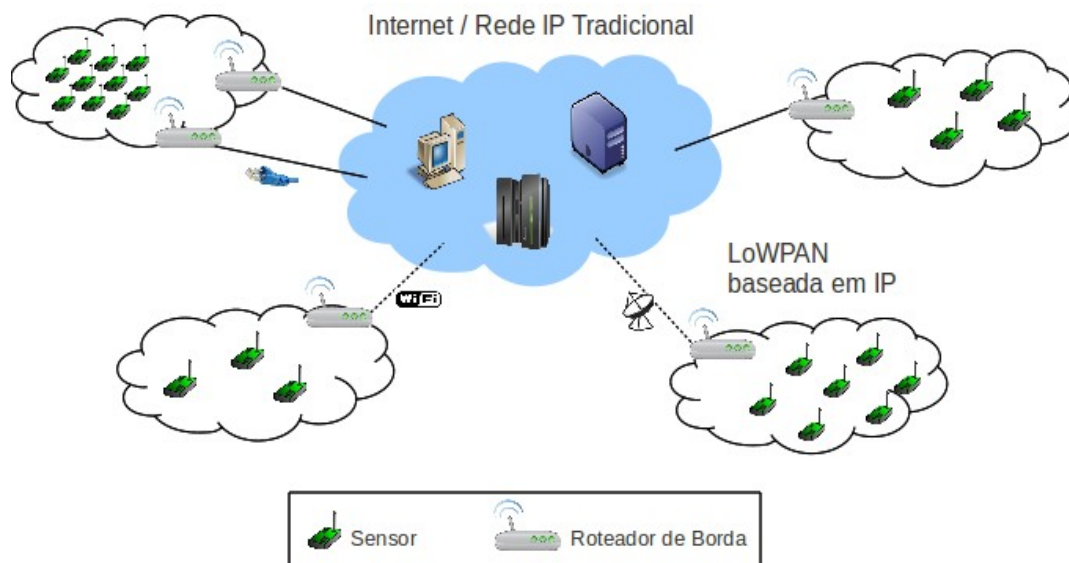 Internet / Rede IP Tradicional
WiFi
LoWPAN
baseada em IP
Sensor
Roteador de Borda